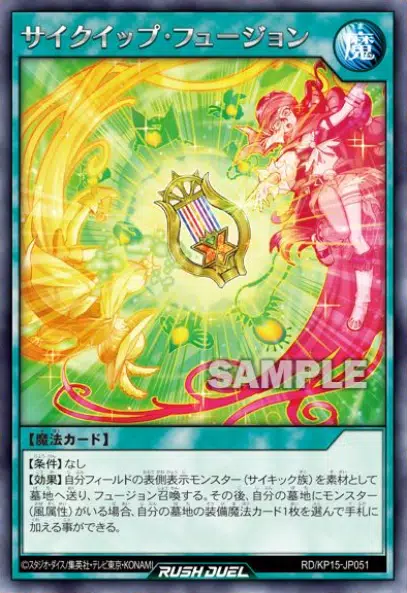 サイクイップ・フュージョン
魔
SAMPLE
【魔法カード】
【条件】なし
【効果】自分フィールドの表側表示モンスター(サイキック族)を素材として
墓地へ送り、フュージョン召喚する。その後、自分の墓地にモンスター
(風属性)がいる場合、自分の墓地の装備魔法カード1枚を選んで手札に
加える事ができる。
©スタジオ・ダイス/集英社・テレビ東京・KONAMI
RUSH DUEL
RD/KP15-JP051